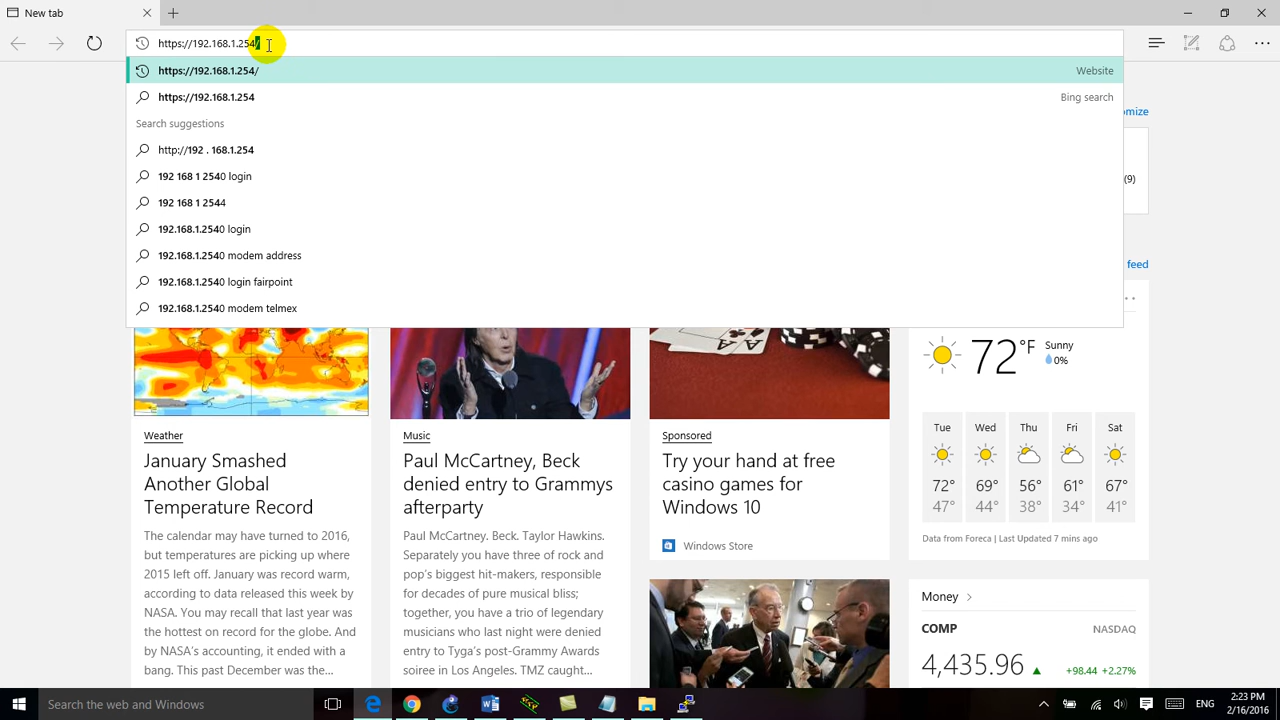 New tab
https://192.168.1.254/
https://192.168.1.254/
Website
https://192.168.1.254
Bing search
Search suggestions
http://192 . 168.1.254
192 168 1 2540 login
192 168 1 2544
192.168.1.2540 login
192.168.1.2540 modem address
192.168.1.2540 login fairpoint
192.168.1.2540 modem telmex
omize
(9)
feed
72°F
Sunny
0%
Tue Wed Thu Fri Sat
72° 69° 56° 61° 67°
47° 44° 38° 34° 41°
Data from Foreca | Last Updated 7 mins ago
Weather
January Smashed
Another Global
Temperature Record
The calendar may have turned to 2016,
but temperatures are picking up where
2015 left off. January was record warm,
according to data released this week by
NASA. You may recall that last year was
the hottest on record for the globe. And
by NASA's accounting, it ended with a
bang. This past December was the...
Music
Paul McCartney, Beck
denied entry to Grammys
afterparty
Paul McCartney. Beck. Taylor Hawkins.
Separately you have three of rock and
pop's biggest hit-makers, responsible
for decades of pure musical bliss;
together, you have a trio of legendary
musicians who last night were denied
entry to Tyga's post-Grammy Awards
soiree in Los Angeles. TMZ caught...
Sponsored
Try your hand at free
casino games for
Windows 10
Windows Store
Money
COMP
NASDAQ
4,435.96
+98.44 +2.27%
Search the web and Windows
ENG
2:23 PM
2/16/2016